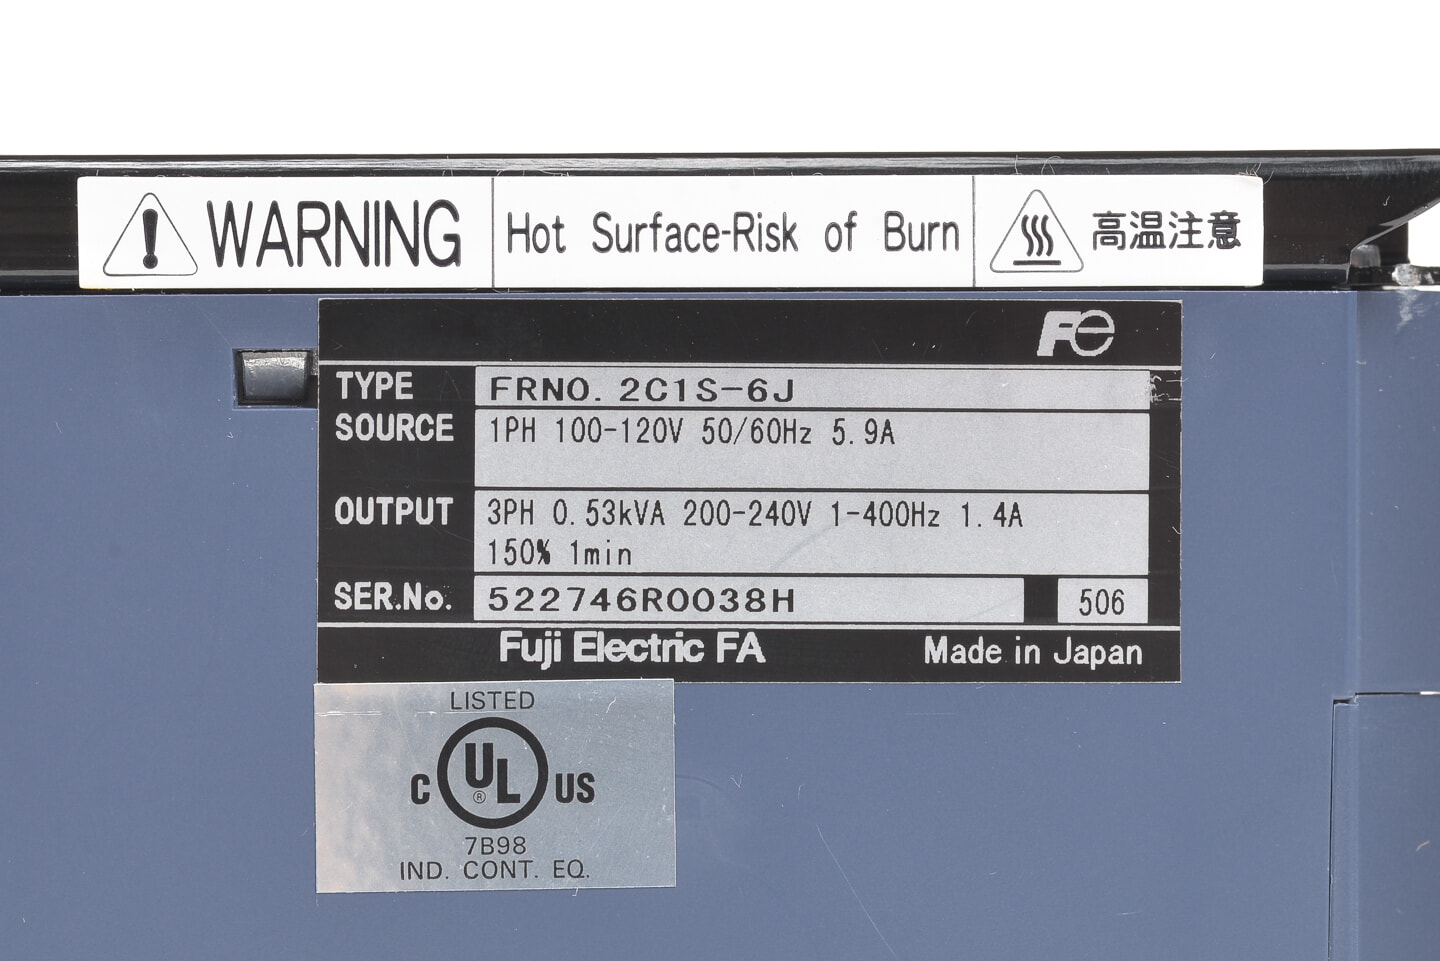 WARNING Hot Surface-Risk of Burn 高温注意
Fe
TYPE FRN0.2C1S-6J
SOURCE 1PH 100-120V 50/60Hz 5.9A
OUTPUT 3PH 0.53kVA 200-240V 1-400Hz 1.4A
150% 1min
SER.No. 522746R0038H 506
Fuji Electric FA Made in Japan
LISTED
C UL ® US
7B98
IND. CONT. EQ.